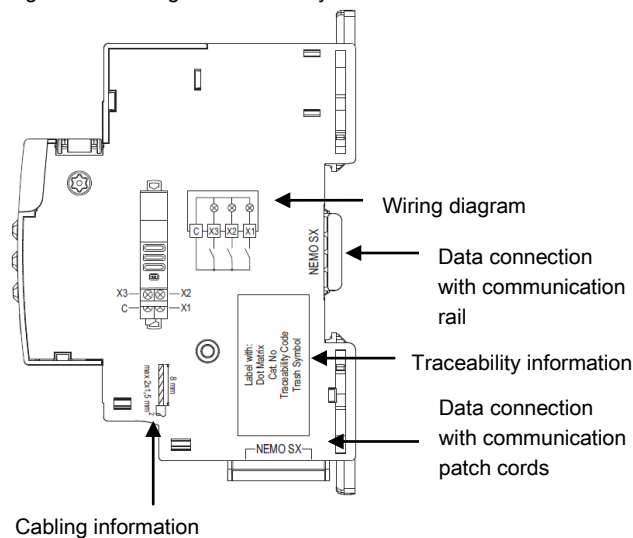 Wiring diagram
C X3 X2 X1
NEMO SX
Data connection
with communication
rail
X3 X2
C X1
Label with:
Dot Matrix
Cat. No
Traceability Code
Trash Symbol
Traceability information
8 mm
max 2x1,5 mm²
Data connection
with communication
patch cords
NEMO SX
Cabling information